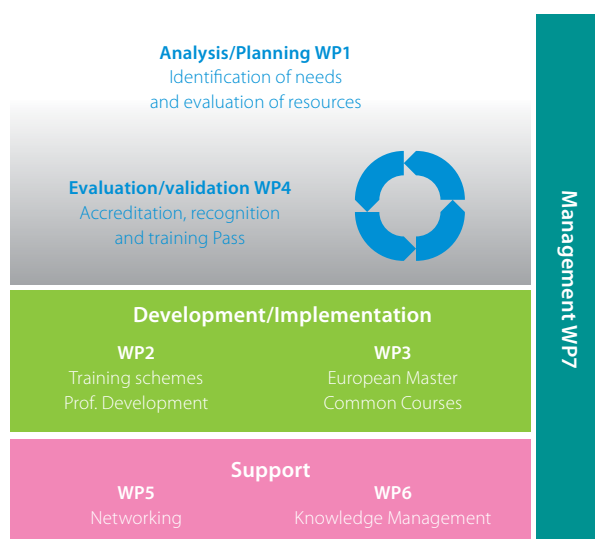 Analysis/Planning WP1
Identification of needs
and evaluation of resources
Evaluation/validation WP4
Accreditation, recognition
and training Pass
Development/Implementation
WP2
Training schemes
Prof. Development
WP3
European Master
Common Courses
Support
WP5
Networking
WP6
Knowledge Management
Management WP7